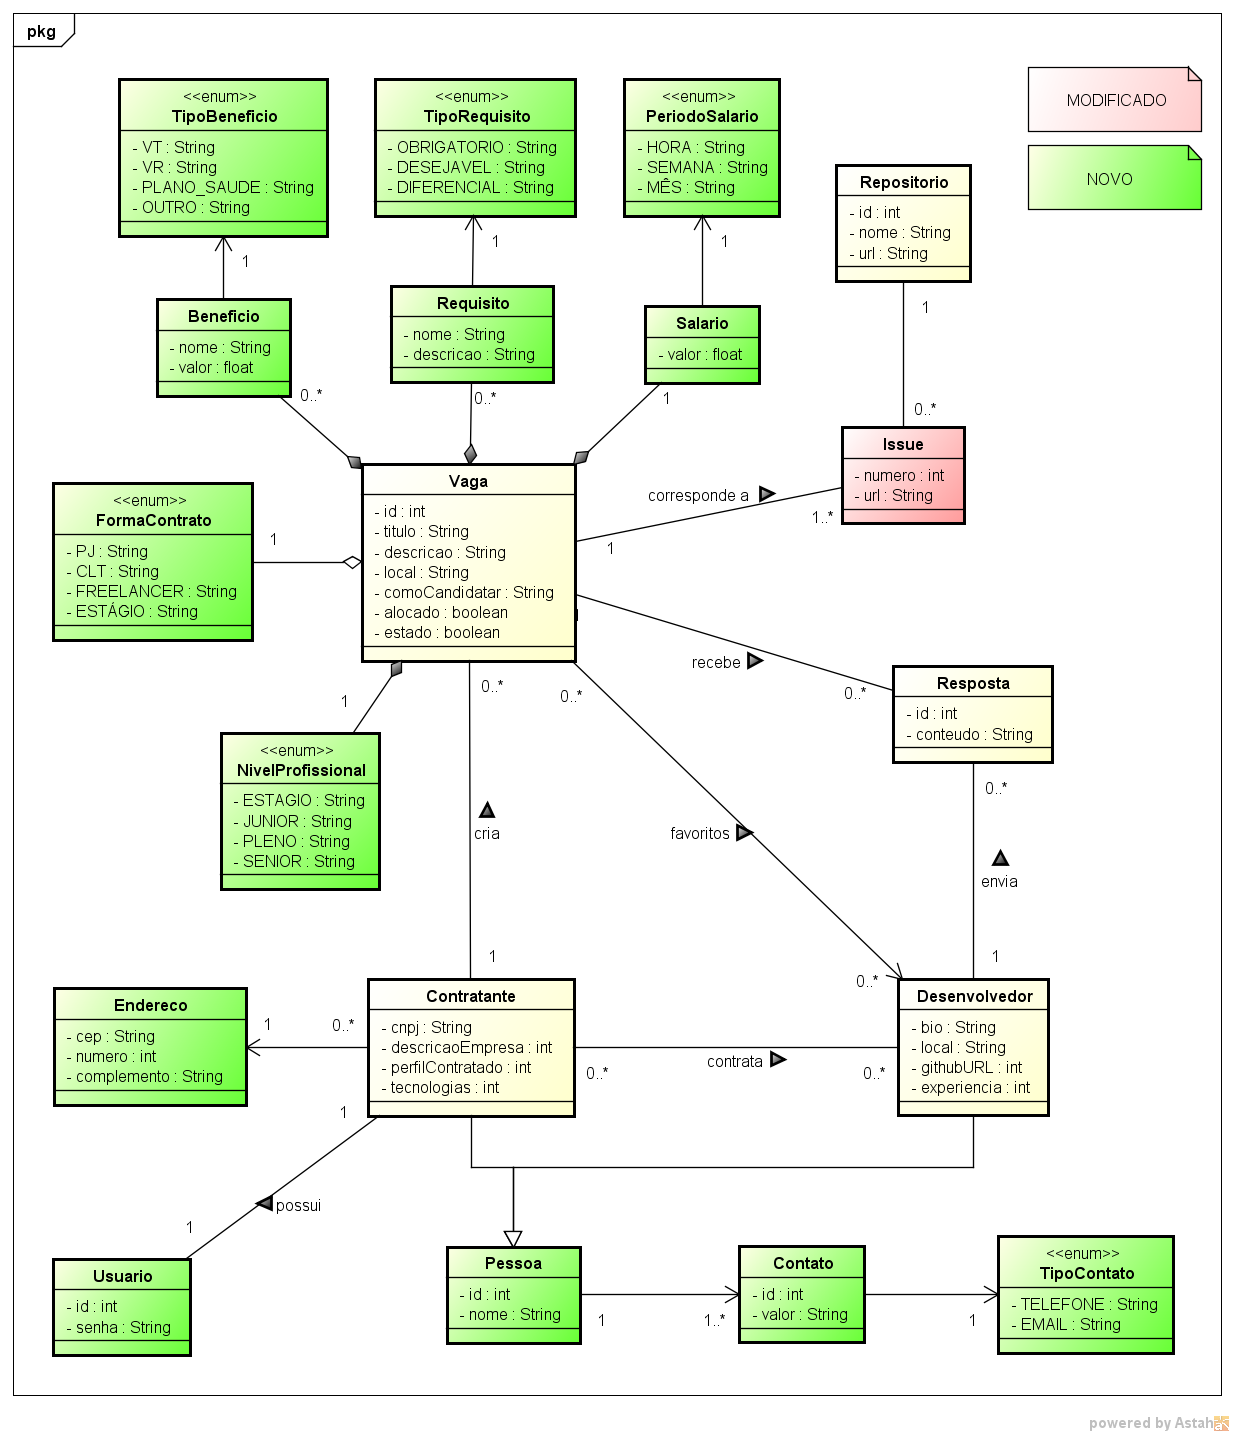 pkg
<<enum>>
TipoBeneficio
- VT : String
- VR : String
- PLANO_SAUDE : String
- OUTRO : String
<<enum>>
TipoRequisito
- OBRIGATORIO : String
- DESEJAVEL : String
- DIFERENCIAL : String
<<enum>>
PeriodoSalario
- HORA : String
- SEMANA : String
- MÊS : String
MODIFICADO
NOVO
Repositorio
- id : int
- nome : String
- url : String
1
1
1
1
Beneficio
- nome : String
- valor : float
Requisito
- nome : String
- descricao : String
Salario
- valor : float
0..*
0..*
1
0..*
Issue
- numero : int
- url : String
<<enum>>
FormaContrato
- PJ : String
- CLT : String
- FREELANCER : String
- ESTÁGIO : String
1
Vaga
- id : int
- titulo : String
- descricao : String
- local : String
- comoCandidatar : String
- alocado : boolean
- estado : boolean
corresponde a
1..*
1
recebe
0..*
Resposta
- id : int
- conteudo : String
1
0..*
0..*
<<enum>>
NivelProfissional
- ESTAGIO : String
- JUNIOR : String
- PLENO : String
- SENIOR : String
cria
favoritos
0..*
envia
1
0..*
1
Endereco
- cep : String
- numero : int
- complemento : String
1
0..*
Contratante
- cnpj : String
- descricaoEmpresa : int
- perfilContratado : int
- tecnologias : int
0..*
contrata
0..*
Desenvolvedor
- bio : String
- local : String
- githubURL : int
- experiencia : int
1
possui
1
Usuario
- id : int
- senha : String
Pessoa
- id : int
- nome : String
1
1..*
Contato
- id : int
- valor : String
1
<<enum>>
TipoContato
- TELEFONE : String
- EMAIL : String
powered by Astah